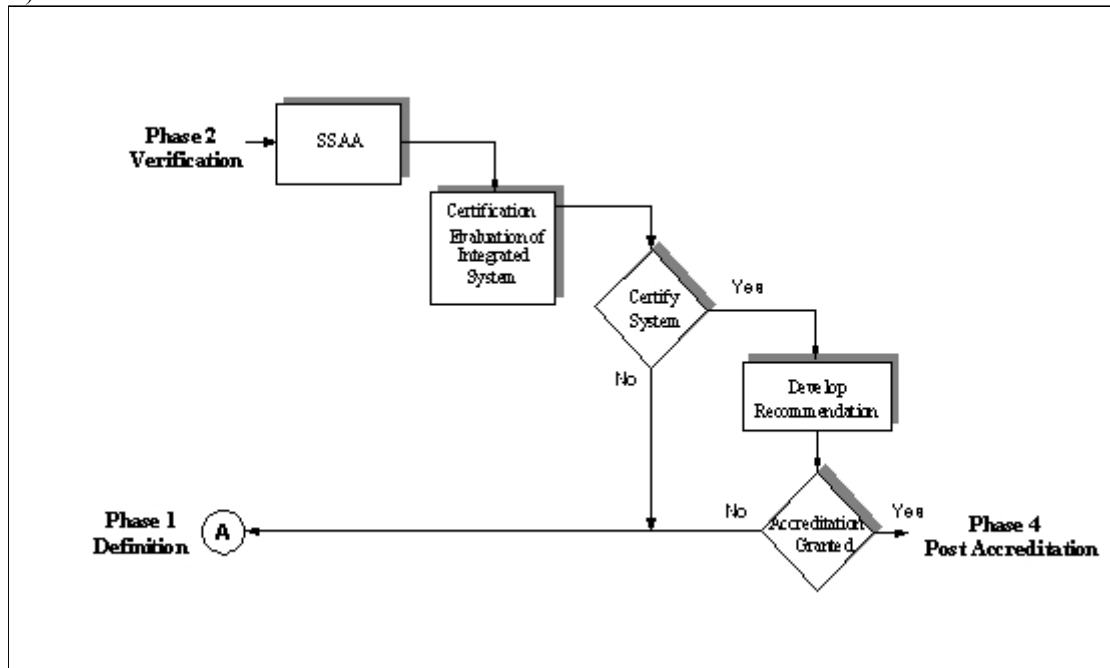 )
Phase 2
Verification
SSAA
Certification
Evaluation of
Integrated
System
Certify
System
Yes
No
Develop
Recommendation
Accreditation
Granted
No
Yes
Phase 1
Definition
A
Phase 4
Post Accreditation